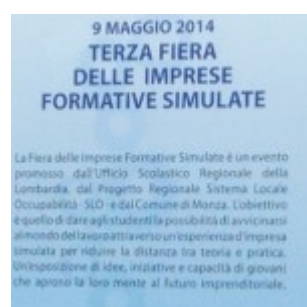 9 MAGGIO 2014
TERZA FIERA
DELLE IMPRESE
FORMATIVE SIMULATE
La Fiera delle Imprese Formative Simulate è un evento
promosso dall'Ufficio Scolastico Regionale della
Lombardia, dal Progetto Regionale Sistema Locale
Occupabilità - SLO - e dal Comune di Monza. L'obiettivo
è quello di dare agli studenti la possibilità di avvicinarsi
al mondo del lavoro attraverso un'esperienza d'impresa
simulata per ridurre la distanza tra teoria e pratica.
Un'esposizione di idee, iniziative e capacità di giovani
che aprono la loro mente al futuro imprenditoriale.